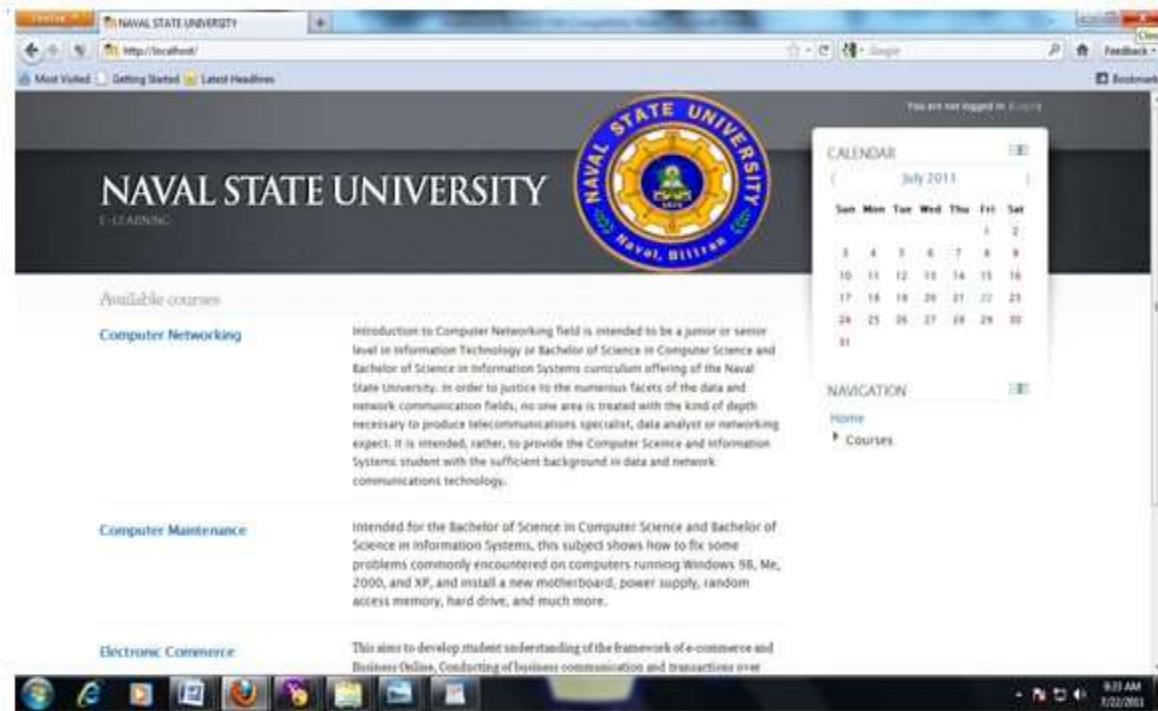 NAVAL STATE UNIVERSITY
http://localhost/
Google
Feedback
Most Visited Getting Started Latest Headlines
Bookmark
You are not logged in. (Login)
NAVAL STATE UNIVERSITY
E-LEARNING
NAVAL STATE UNIVERSITY
Naval, Biliran
CALENDAR
July 2011
Sun Mon Tue Wed Thu Fri Sat
1 2
3 4 5 6 7 8 9
10 11 12 13 14 15 16
17 18 19 20 21 22 23
24 25 26 27 28 29 30
31
NAVIGATION
Home
Courses
Available courses
Computer Networking
Introduction to Computer Networking field is intended to be a junior or senior
level in Information Technology or Bachelor of Science in Computer Science and
Bachelor of Science in Information Systems curriculum offering of the Naval
State University. In order to justice to the numerous facets of the data and
network communication fields, no one area is treated with the kind of depth
necessary to produce telecommunications specialist, data analyst or networking
expect. It is intended, rather, to provide the Computer Sceince and Information
Systems student with the sufficient background in data and network
communications technology.
Computer Maintenance
Intended for the Bachelor of Science in Computer Science and Bachelor of
Science in Information Systems, this subject shows how to fix some
problems commonly encountered on computers running Windows 98, Me,
2000, and XP, and install a new motherboard, power supply, random
access memory, hard drive, and much more.
Electronic Commerce
This aims to develop student understanding of the framework of e-commerce and
Business Online, Conducting of business communication and transactions over
9:33 AM
7/22/2011